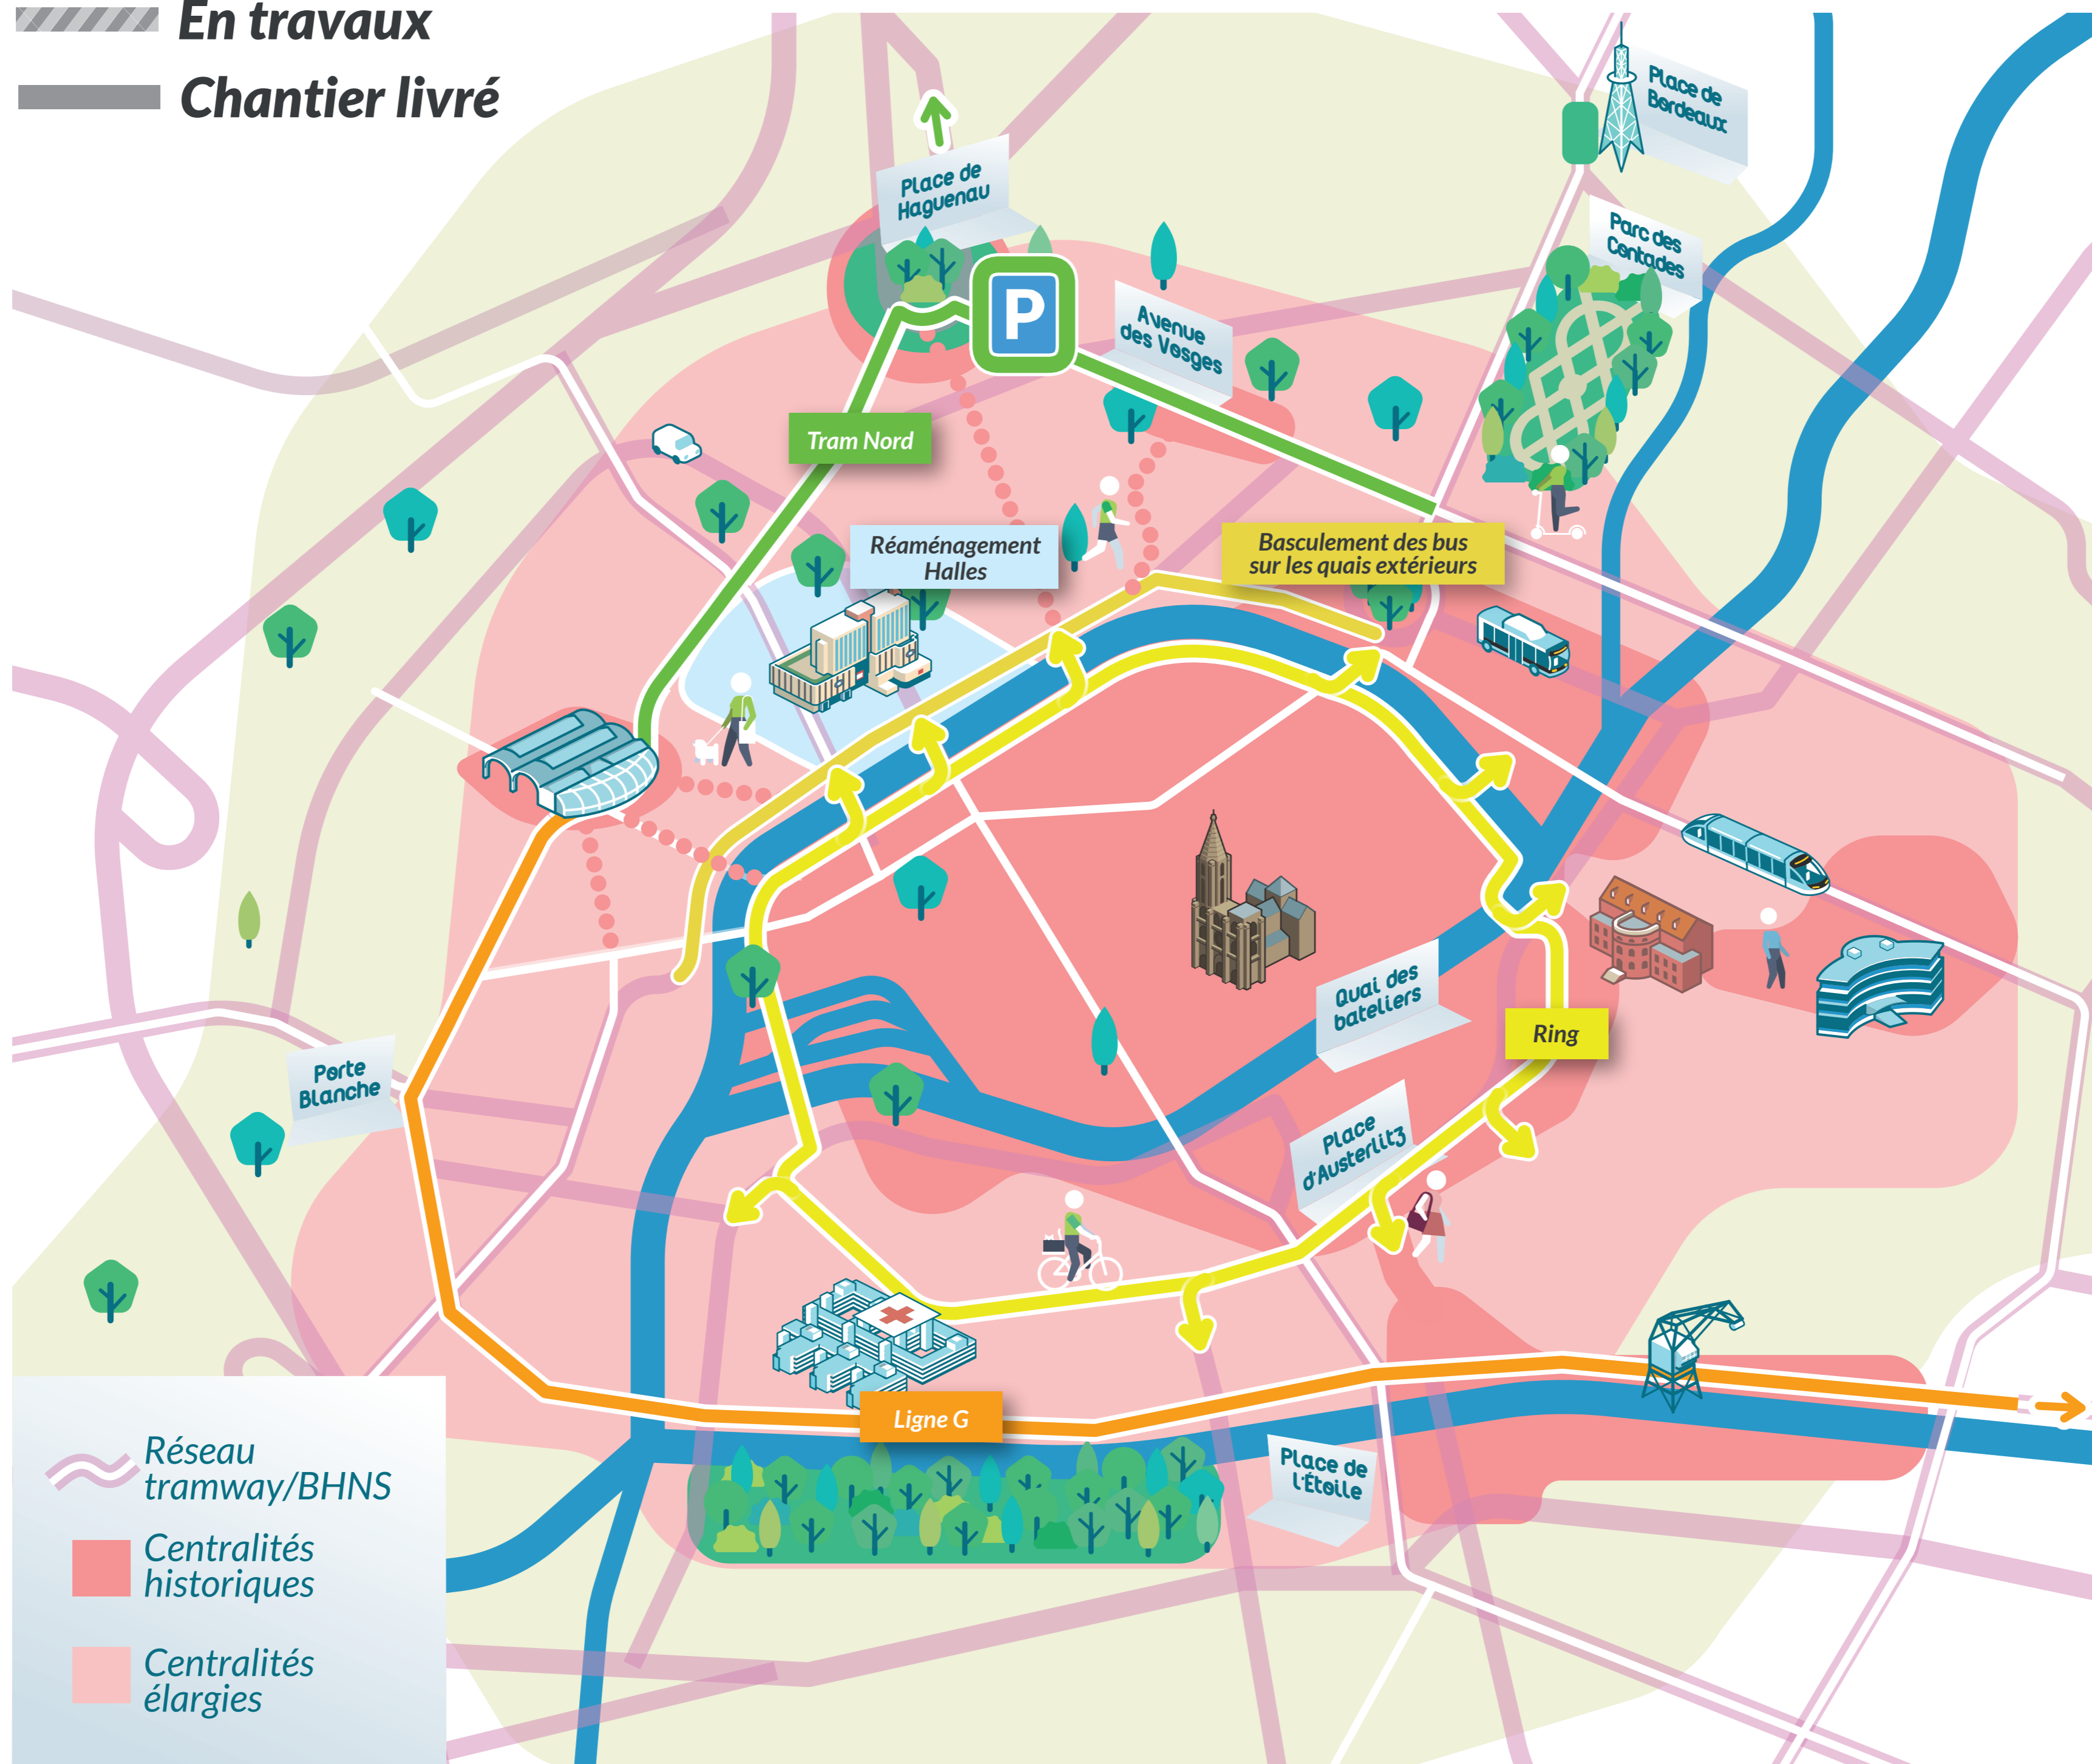 En travaux
Chantier livré
Place de
Bordeaux
Place de
Haguenau
Parc des
Contades
P
Avenue
des Vosges
Tram Nord
Réaménagement
Halles
Basculement des bus
sur les quais extérieurs
Quai des
bateliers
Ring
Porte
Blanche
Place
d'Austerlitz
Ligne G
Place de
l'Étoile
Réseau
tramway/BHNS
Centralités
historiques
Centralités
élargies